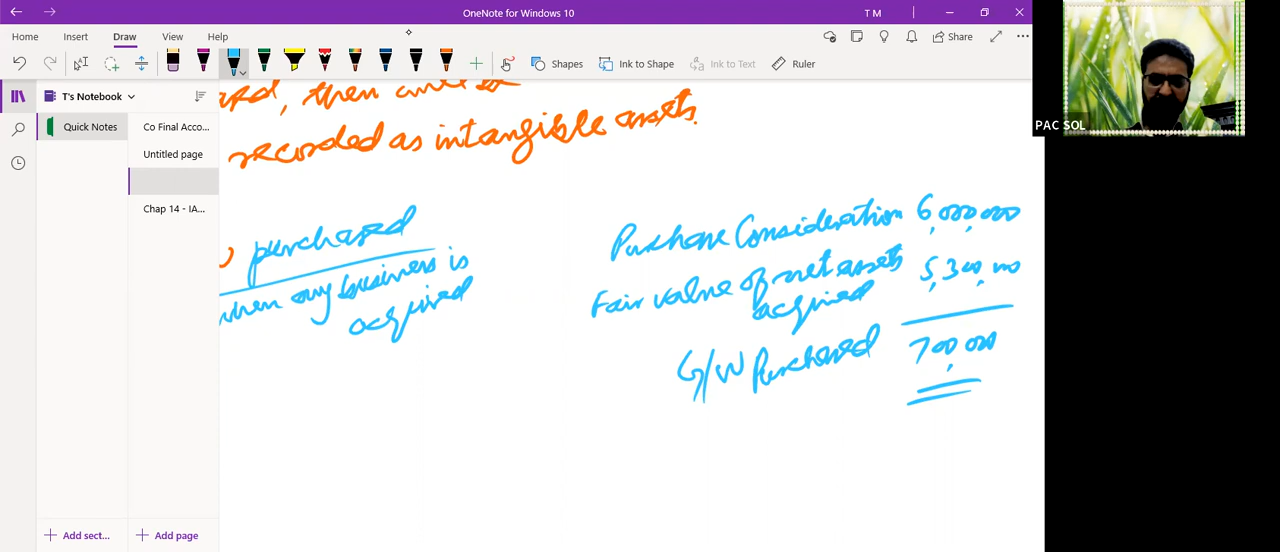 OneNote for Windows 10
T M
Home
Insert
Draw
View
Help
Share
Shapes
Ink to Shape
Ink to Text
Ruler
T's Notebook
Quick Notes
Co Final Acco...
Untitled page
Chap 14 - IA...
Add sect...
Add page
PAC SOL
then
recorded as intangible assets.
purchased
when any business is
acquired
Purchase Consideration 6,000,000
Fair value of net assets 5,300,000
acquired
G/W Purchased 700,000